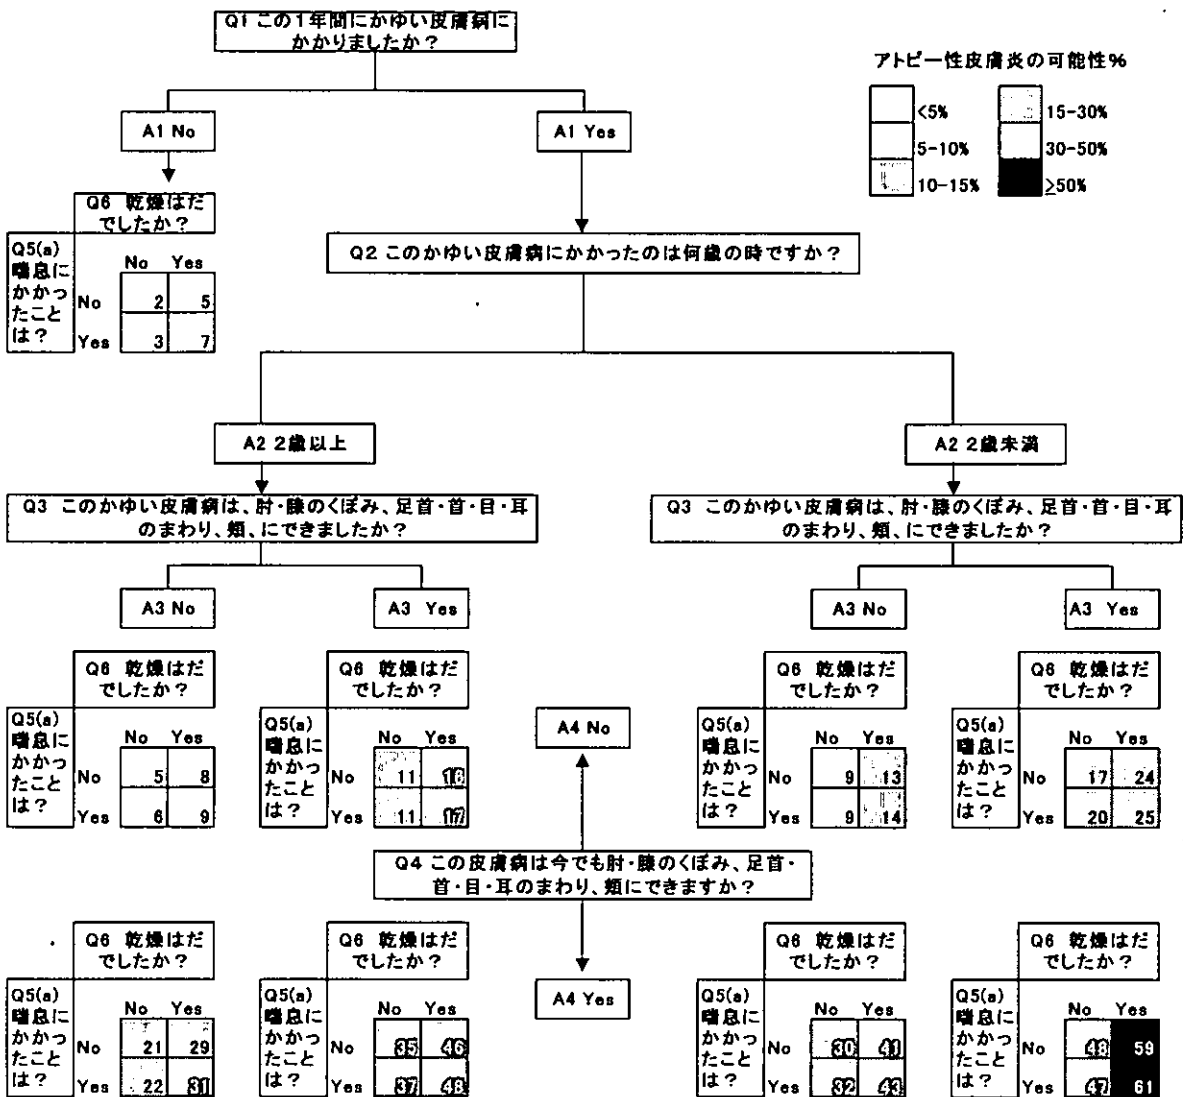 Q1 この1年間にかゆい皮膚病に
かかりましたか？
アトピー性皮膚炎の可能性%
<5%
15-30%
5-10%
30-50%
10-15%
≥50%
A1 No
A1 Yes
Q6 乾燥はだ
でしたか？
Q5(a)
喘息に
かかっ
たこと
は？
No Yes
No 2 5
Yes 3 7
Q2 このかゆい皮膚病にかかったのは何歳の時ですか？
A2 2歳以上
A2 2歳未満
Q3 このかゆい皮膚病は、肘・膝のくぼみ、足首・首・目・耳
のまわり、頬、にできましたか？
Q3 このかゆい皮膚病は、肘・膝のくぼみ、足首・首・目・耳
のまわり、頬、にできましたか？
A3 No
A3 Yes
A3 No
A3 Yes
Q6 乾燥はだ
でしたか？
Q5(a)
喘息に
かかっ
たこと
は？
No Yes
No 5 8
Yes 6 9
Q6 乾燥はだ
でしたか？
Q5(a)
喘息に
かかっ
たこと
は？
No Yes
No 11 16
Yes 11 17
A4 No
Q6 乾燥はだ
でしたか？
Q5(a)
喘息に
かかっ
たこと
は？
No Yes
No 9 13
Yes 9 14
Q6 乾燥はだ
でしたか？
Q5(a)
喘息に
かかっ
たこと
は？
No Yes
No 17 24
Yes 20 25
Q4 この皮膚病は今でも肘・膝のくぼみ、足首・
首・目・耳のまわり、頬にできますか？
Q6 乾燥はだ
でしたか？
Q5(a)
喘息に
かかっ
たこと
は？
No Yes
No 21 29
Yes 22 31
Q6 乾燥はだ
でしたか？
Q5(a)
喘息に
かかっ
たこと
は？
No Yes
No 35 46
Yes 37 48
A4 Yes
Q6 乾燥はだ
でしたか？
Q5(a)
喘息に
かかっ
たこと
は？
No Yes
No 30 41
Yes 32 43
Q6 乾燥はだ
でしたか？
Q5(a)
喘息に
かかっ
たこと
は？
No Yes
No 48 59
Yes 47 61